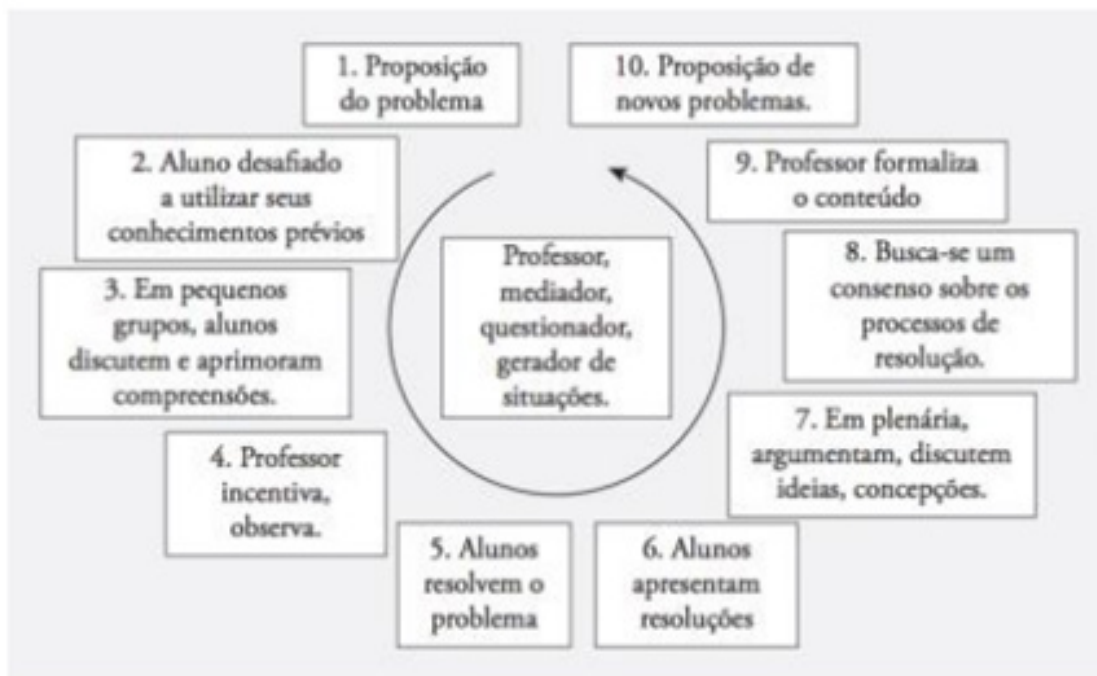 1. Proposição
do problema
2. Aluno desafiado
a utilizar seus
conhecimentos prévios
3. Em pequenos
grupos, alunos
discutem e aprimoram
compreensões.
4. Professor
incentiva,
observa.
5. Alunos
resolvem o
problema
6. Alunos
apresentam
resoluções
7. Em plenária,
argumentam, discutem
ideias, concepções.
8. Busca-se um
consenso sobre os
processos de
resolução.
9. Professor formaliza
o conteúdo
10. Proposição de
novos problemas.
Professor,
mediador,
questionador,
gerador de
situações.